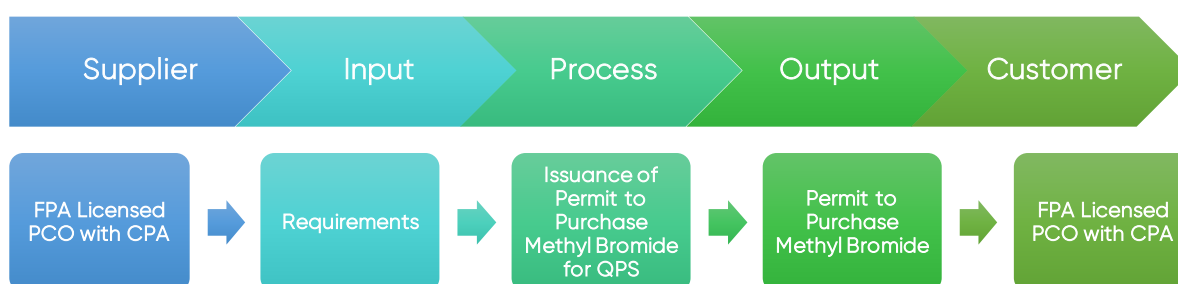 Supplier
Input
Process
Output
Customer
FPA Licensed
PCO with CPA
Requirements
Issuance of
Permit to
Purchase
Methyl Bromide
for QPS
Permit to
Purchase
Methyl Bromide
FPA Licensed
PCO with CPA